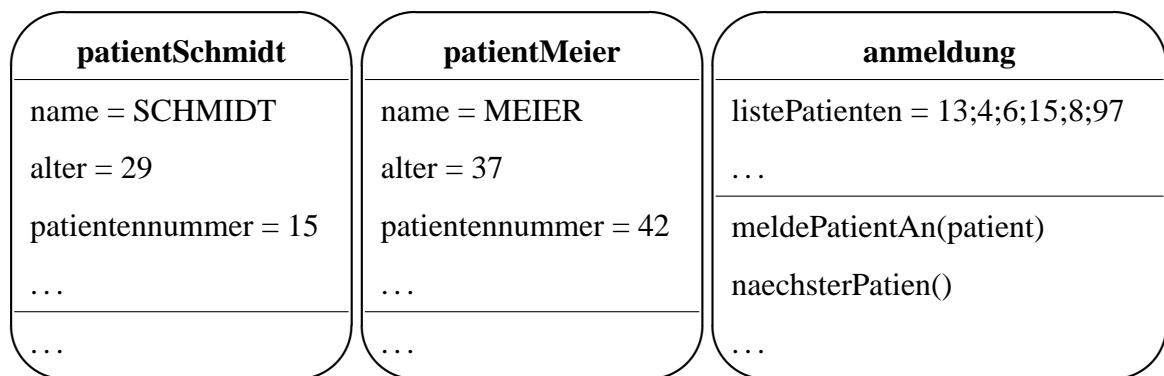 patientSchmidt
name = SCHMIDT
alter = 29
patientennummer = 15
. . .
. . .
patientMeier
name = MEIER
alter = 37
patientennummer = 42
. . .
. . .
anmeldung
listePatienten = 13;4;6;15;8;97
. . .
meldePatientAn(patient)
naechsterPatien()
. . .